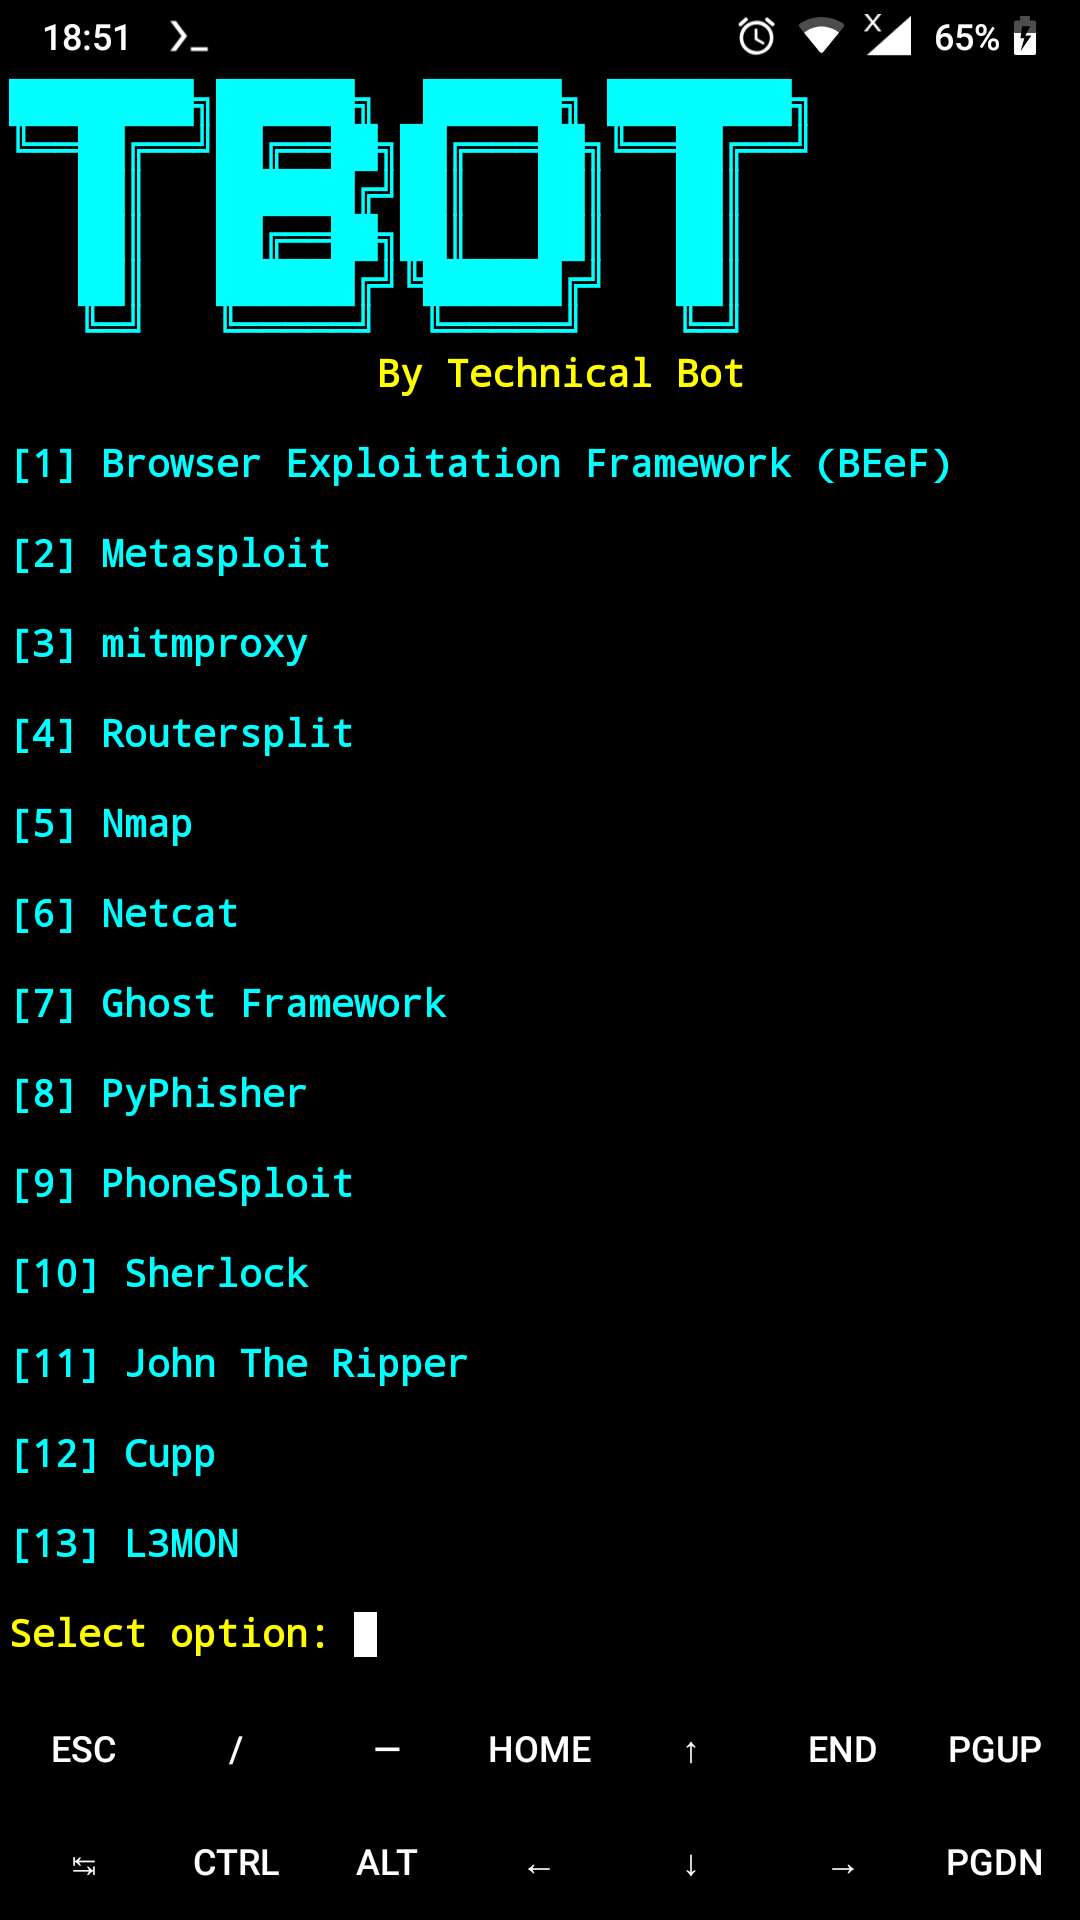 18:51 X 65%
TBOT
By Technical Bot
[1] Browser Exploitation Framework (BEeF)
[2] Metasploit
[3] mitmproxy
[4] Routersplit
[5] Nmap
[6] Netcat
[7] Ghost Framework
[8] PyPhisher
[9] PhoneSploit
[10] Sherlock
[11] John The Ripper
[12] Cupp
[13] L3MON
Select option:
ESC / — HOME ↑ END PGUP
↹ CTRL ALT ← ↓ → PGDN